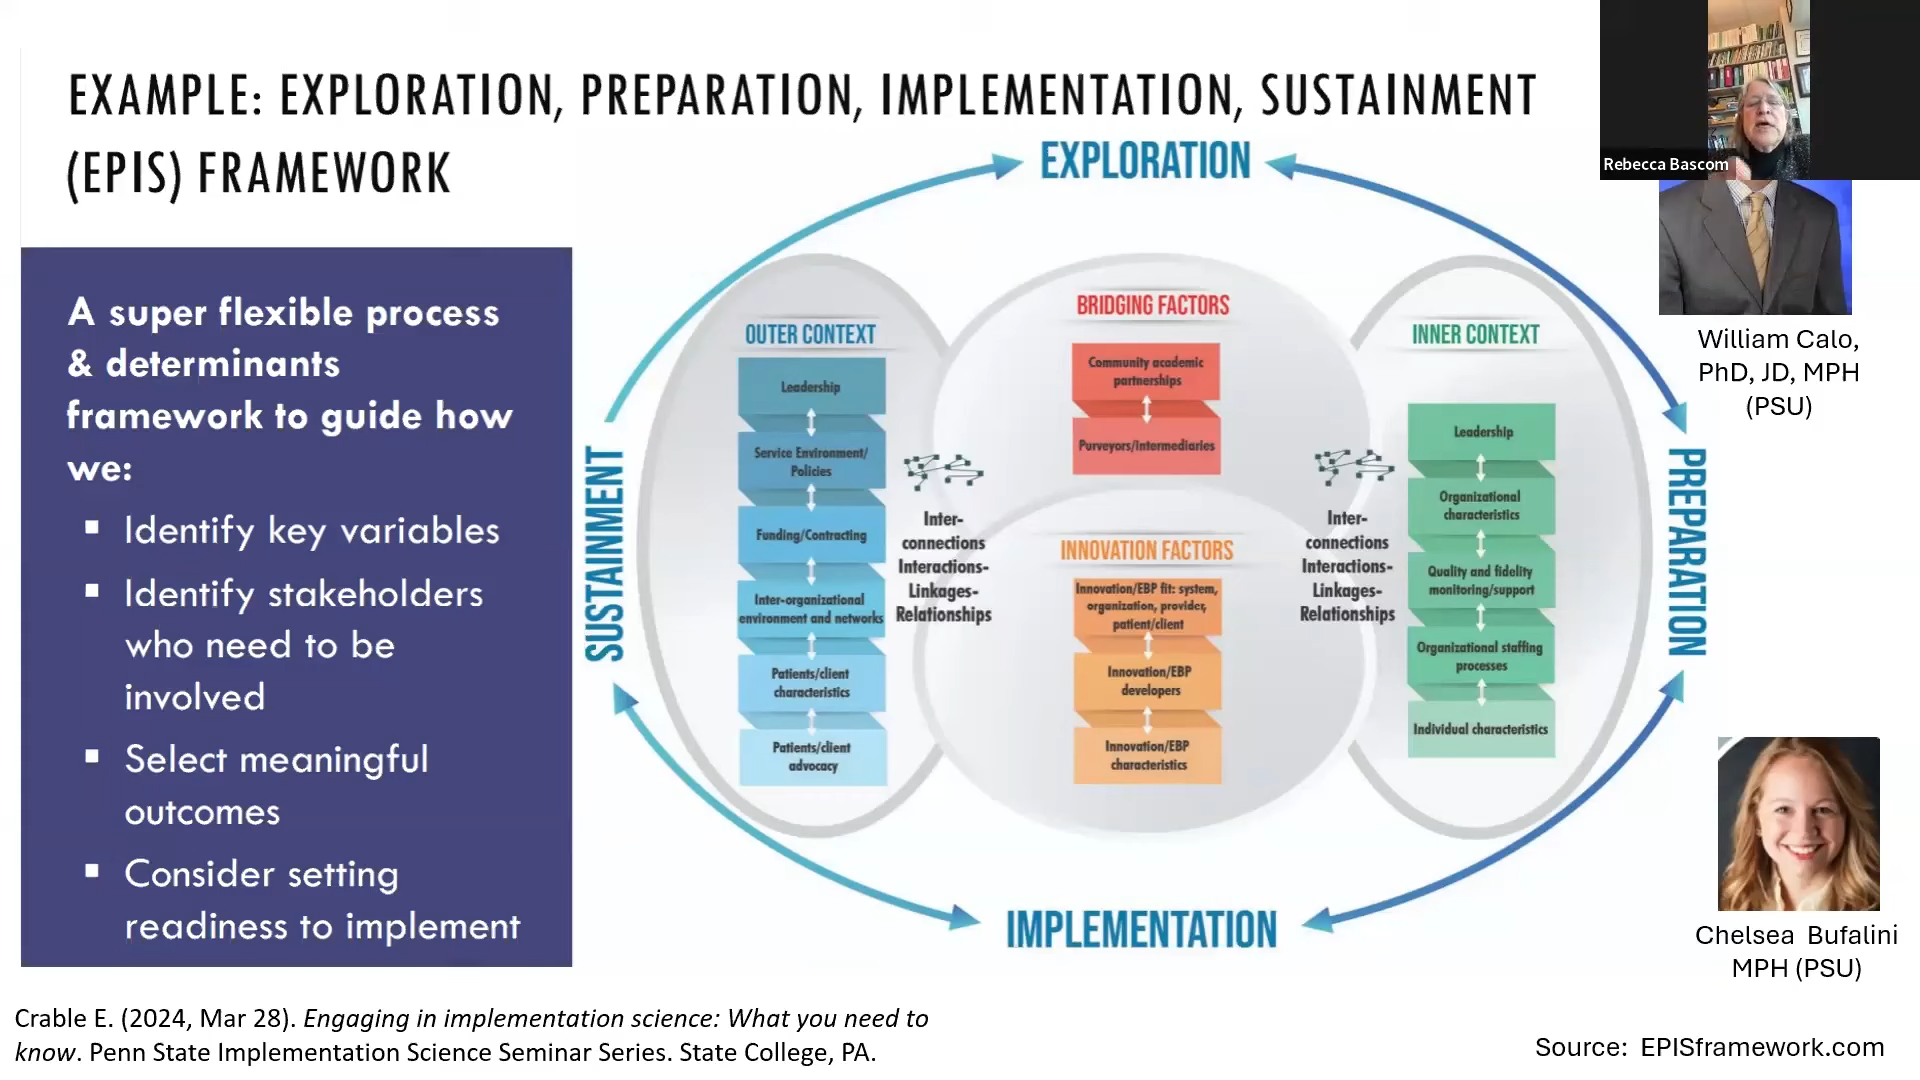 EXAMPLE: EXPLORATION, PREPARATION, IMPLEMENTATION, SUSTAINMENT
(EPIS) FRAMEWORK
A super flexible process
& determinants
framework to guide how
we:
▪ Identify key variables
▪ Identify stakeholders
who need to be
involved
▪ Select meaningful
outcomes
▪ Consider setting
readiness to implement
EXPLORATION
SUSTAINMENT
OUTER CONTEXT
Leadership
Service Environment/
Policies
Funding/Contracting
Inter-organizational
environment and networks
Patients/client
characteristics
Patients/client
advocacy
Inter-
connections
Interactions-
Linkages-
Relationships
BRIDGING FACTORS
Community academic
partnerships
Purveyors/Intermediaries
INNOVATION FACTORS
Innovation/EBP fit: system,
organization, provider,
patient/client
Innovation/EBP
developers
Innovation/EBP
characteristics
Inter-
connections
Interactions-
Linkages-
Relationships
INNER CONTEXT
Leadership
Organizational
characteristics
Quality and fidelity
monitoring/support
Organizational staffing
processes
Individual characteristics
PREPARATION
IMPLEMENTATION
Rebecca Bascom
William Calo,
PhD, JD, MPH
(PSU)
Chelsea Bufalini
MPH (PSU)
Crable E. (2024, Mar 28). Engaging in implementation science: What you need to
know. Penn State Implementation Science Seminar Series. State College, PA.
Source: EPISframework.com